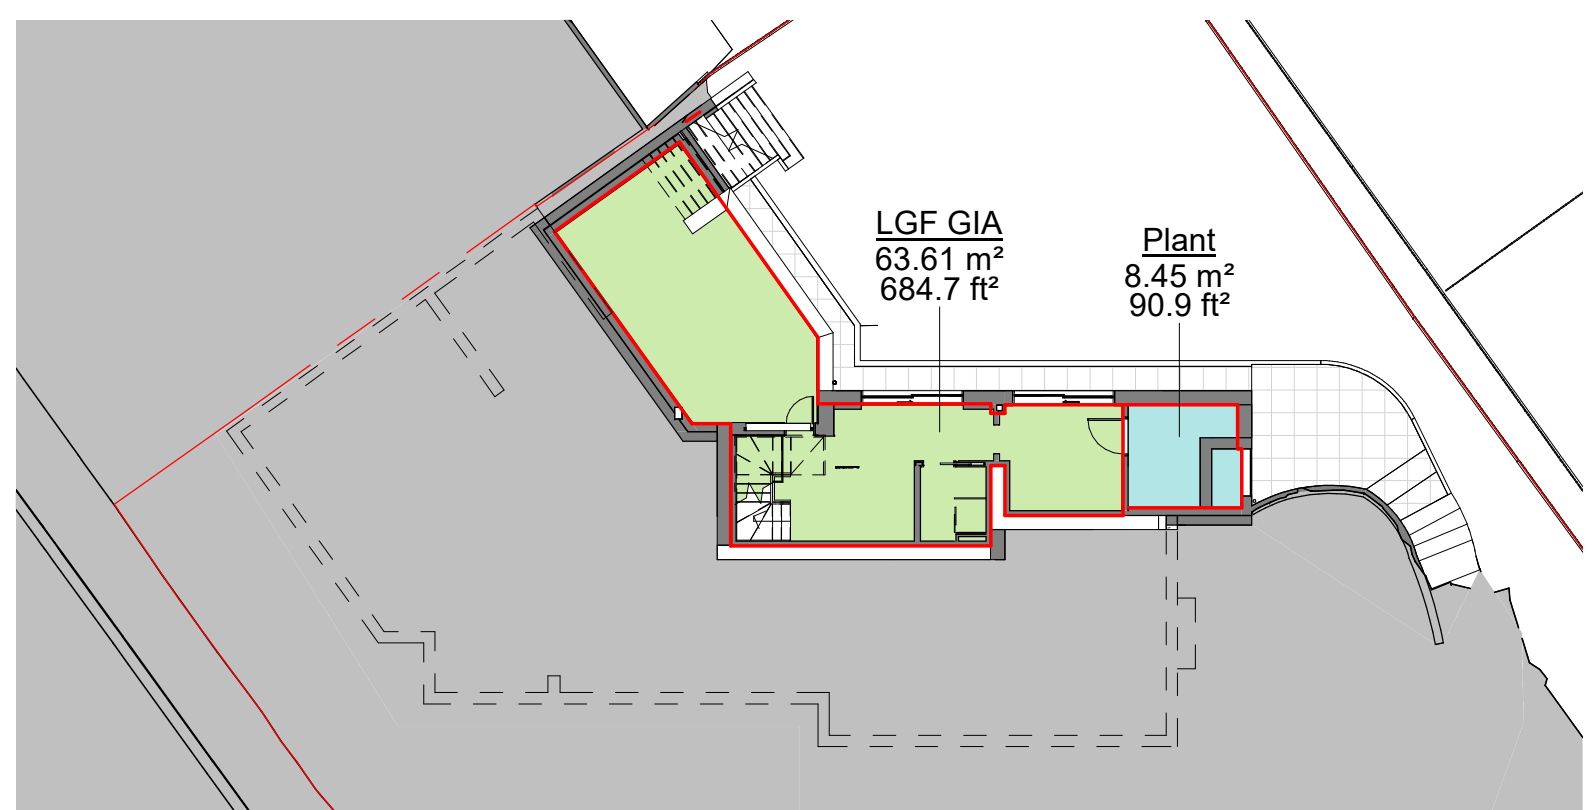 LGF GIA
63.61 m²
684.7 ft²
Plant
8.45 m²
90.9 ft²